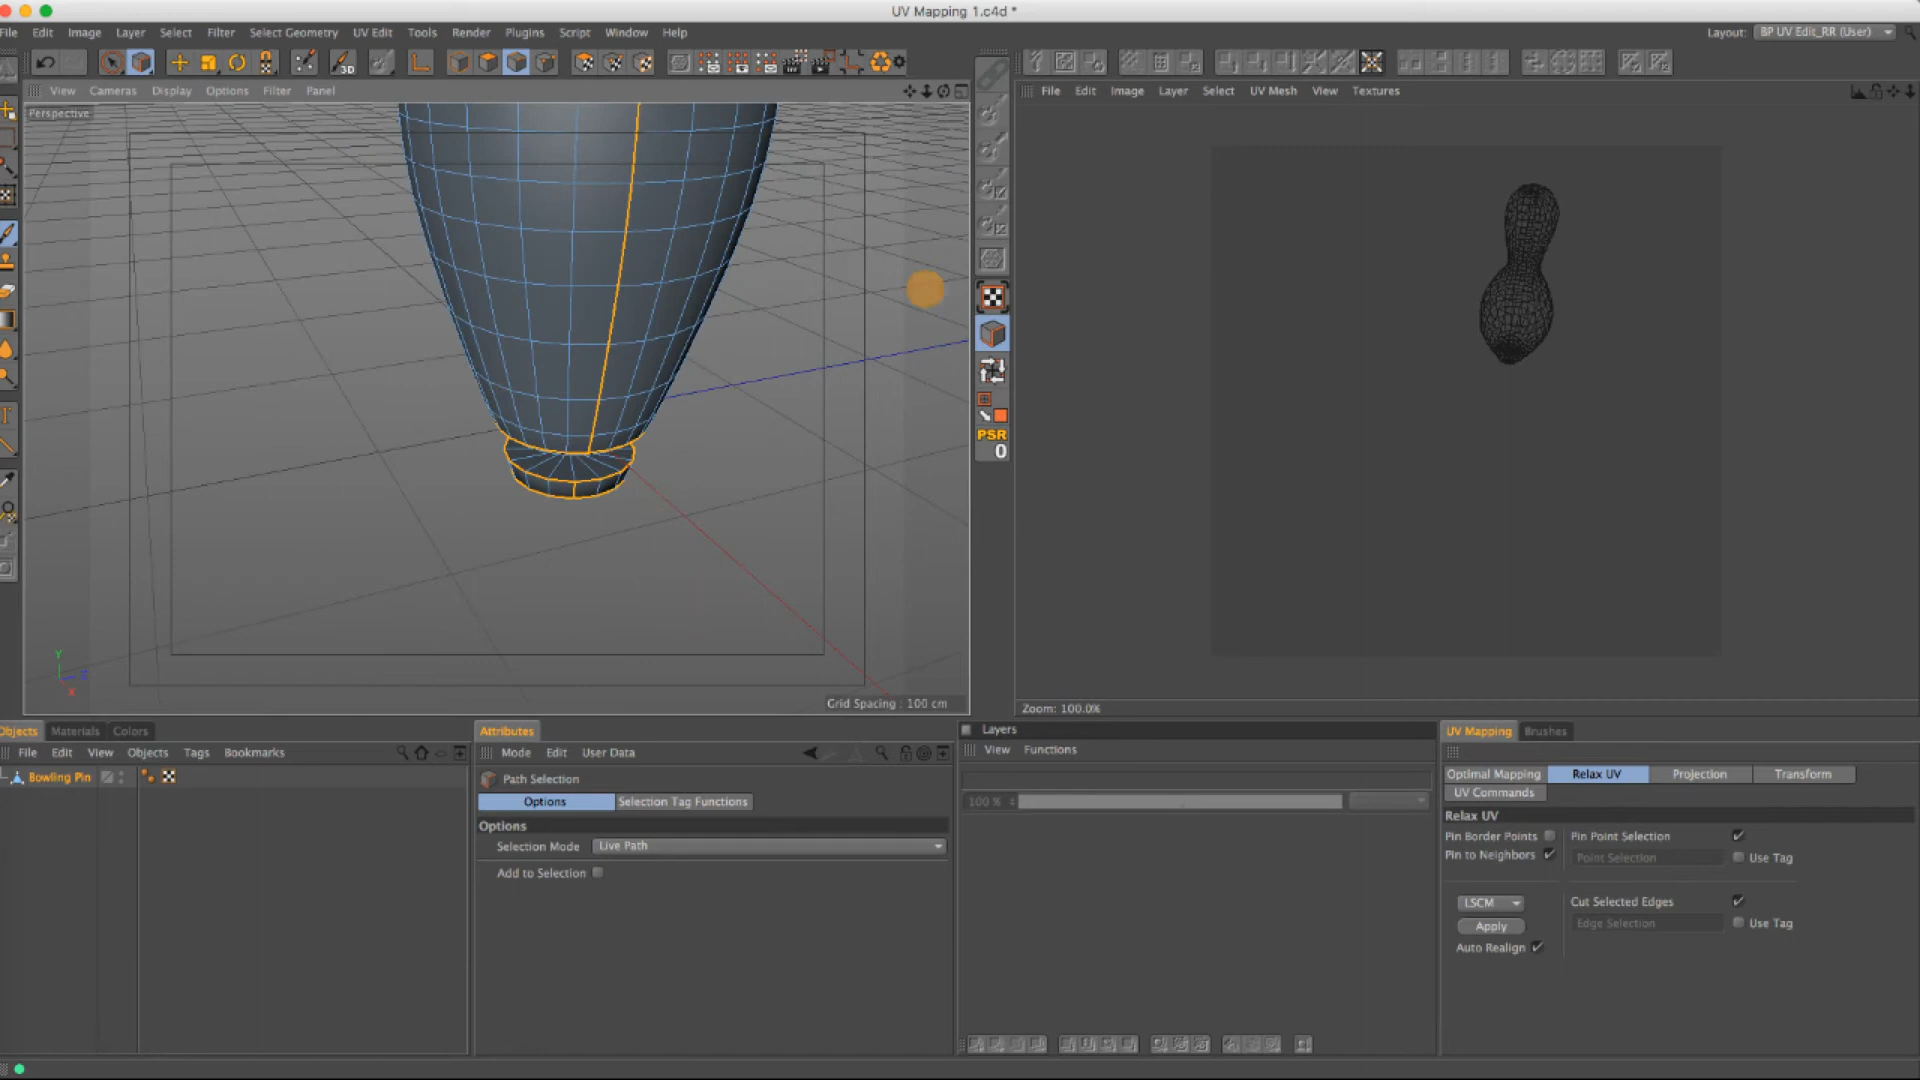 UV Mapping 1.c4d *
File Edit Image Layer Select Filter Select Geometry UV Edit Tools Render Plugins Script Window Help
Layout: BP UV Edit_RR (User)
3D
View Cameras Display Options Filter Panel
File Edit Image Layer Select UV Mesh View Textures
Perspective
PSR
0
Y
X
Grid Spacing : 100 cm
Zoom: 100.0%
Objects Materials Colors
Attributes
Layers
UV Mapping Brushes
File Edit View Objects Tags Bookmarks
Mode Edit User Data
View Functions
Bowling Pin
Path Selection
Optimal Mapping Relax UV Projection Transform
Options Selection Tag Functions
100 %
UV Commands
Options
Relax UV
Selection Mode Live Path
Pin Border Points Pin Point Selection
Pin to Neighbors Point Selection Use Tag
Add to Selection
LSCM Cut Selected Edges
Apply Edge Selection Use Tag
Auto Realign